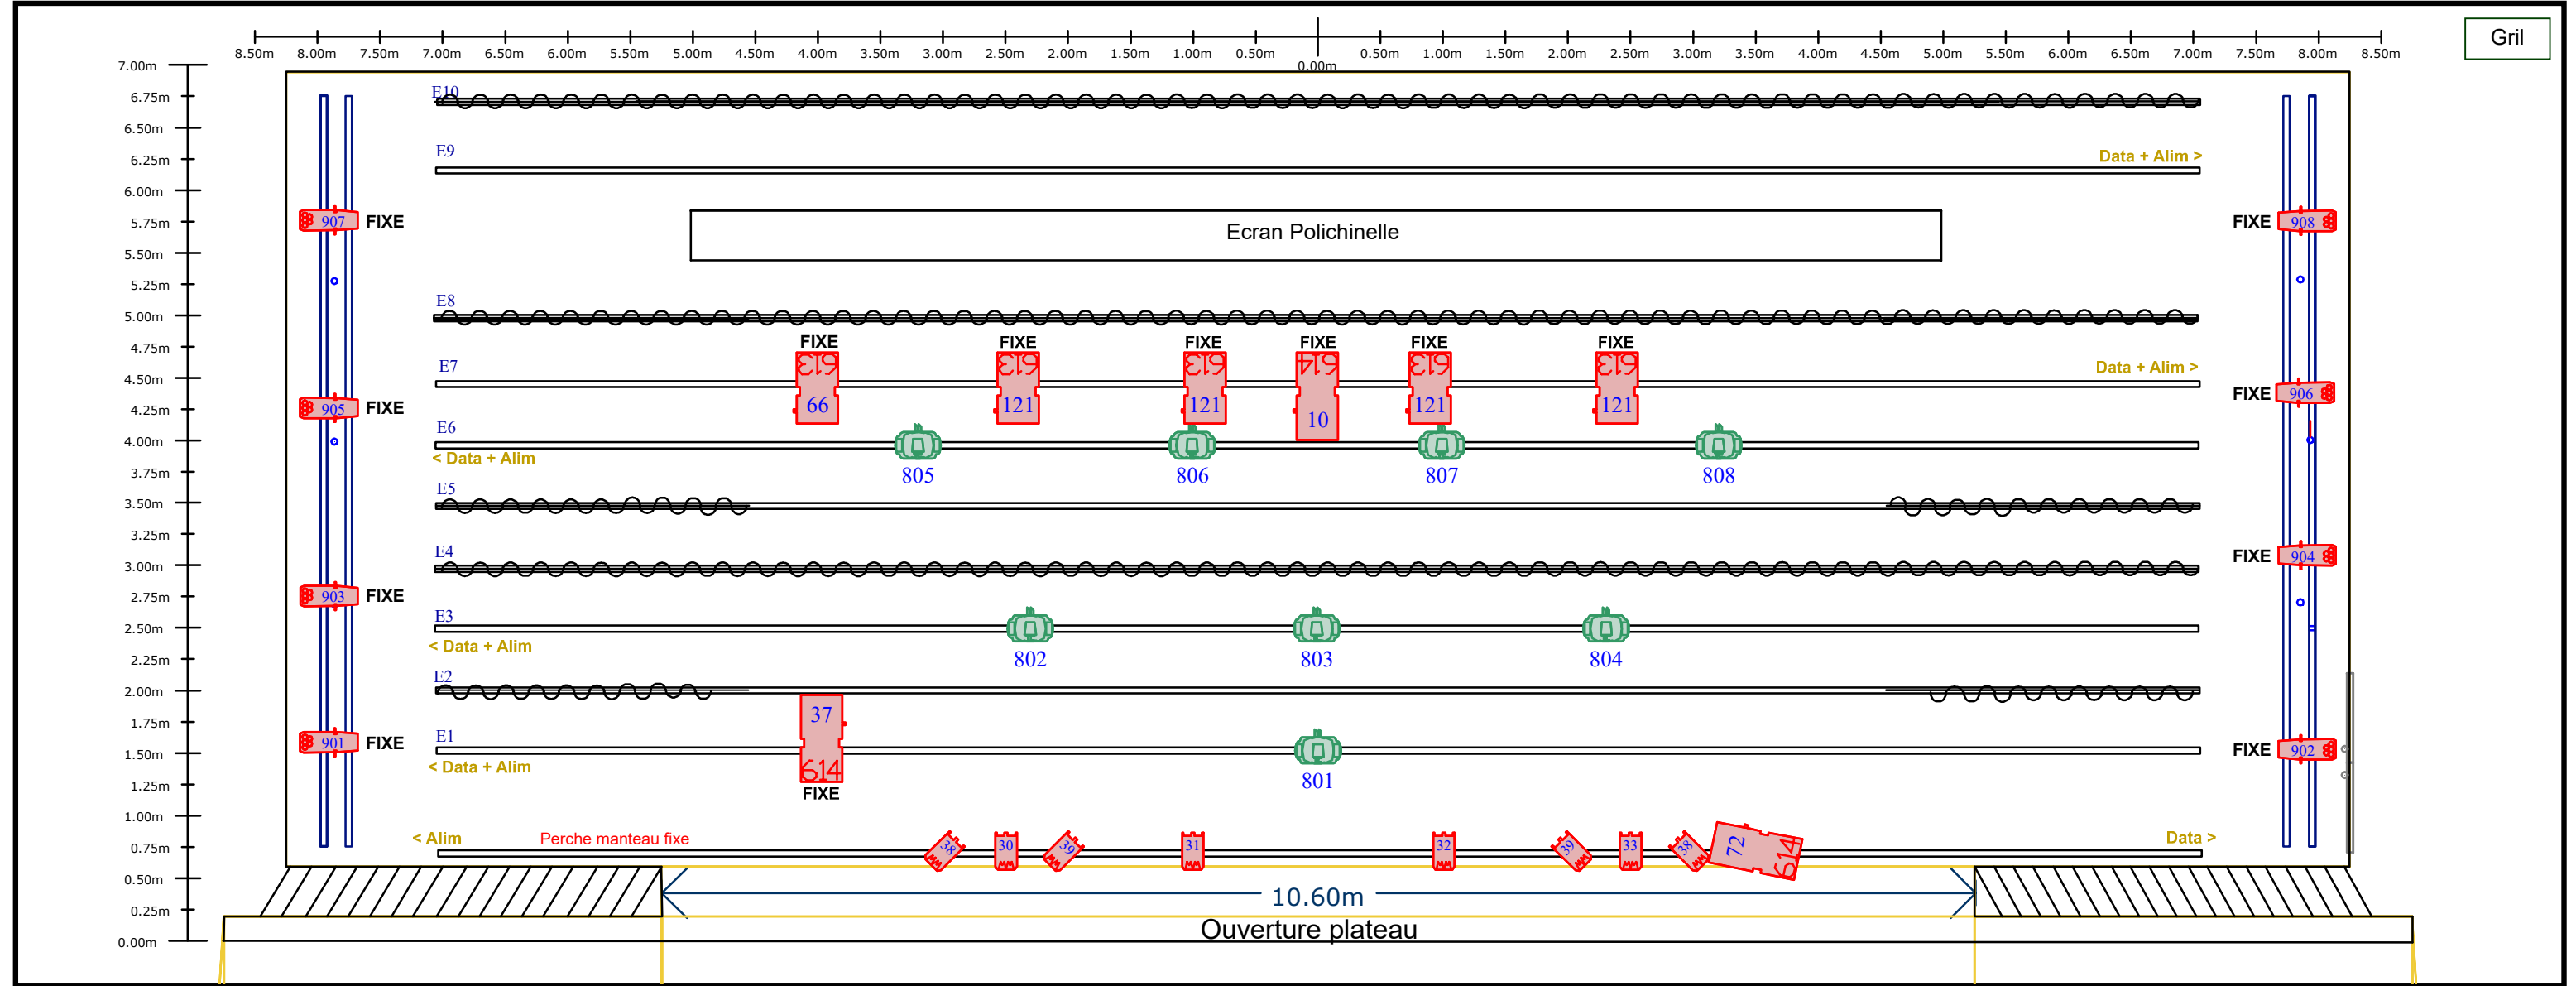 Gril
8.50m 8.00m 7.50m 7.00m 6.50m 6.00m 5.50m 5.00m 4.50m 4.00m 3.50m 3.00m 2.50m 2.00m 1.50m 1.00m 0.50m 0.00m 0.50m 1.00m 1.50m 2.00m 2.50m 3.00m 3.50m 4.00m 4.50m 5.00m 5.50m 6.00m 6.50m 7.00m 7.50m 8.00m 8.50m
7.00m
6.75m
E10
6.50m
6.25m
E9
Data + Alim >
6.00m
5.75m
907 FIXE
Ecran Polichinelle
FIXE 908
5.50m
5.25m
E8
5.00m
4.75m
FIXE FIXE FIXE FIXE FIXE FIXE
613 613 613 614 613 613
E7
Data + Alim >
4.50m
4.25m
905 FIXE
66 121 121 10 121 121
FIXE 906
E6
4.00m
< Data + Alim
3.75m
805 806 807 808
E5
3.50m
3.25m
E4
3.00m
FIXE 904
2.75m
903 FIXE
E3
2.50m
< Data + Alim
2.25m
802 803 804
E2
2.00m
1.75m
37
901 FIXE
E1
FIXE 902
1.50m
< Data + Alim
614
801
1.25m
FIXE
1.00m
< Alim
Perche manteau fixe
Data >
0.75m
38 30 39 31 32 39 33 38 72 614
0.50m
10.60m
0.25m
Ouverture plateau
0.00m